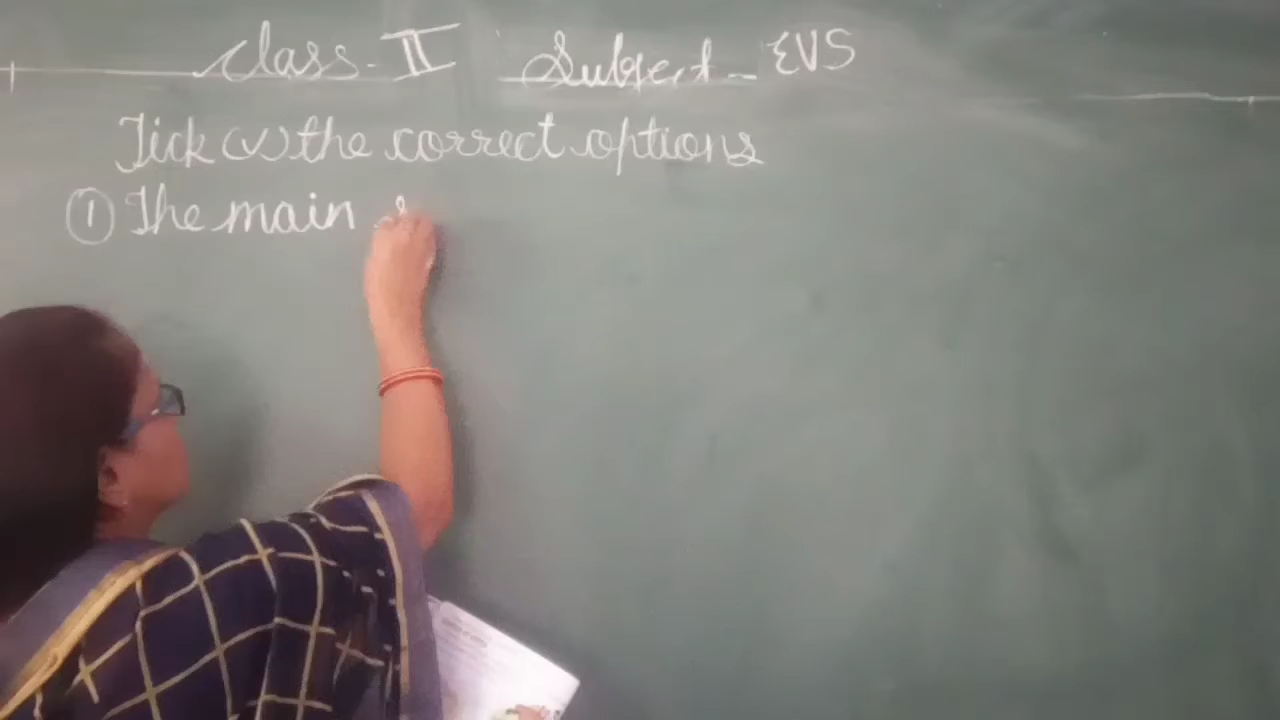 Class - II Subject - EVS
Tick (✓) the correct options
① The main